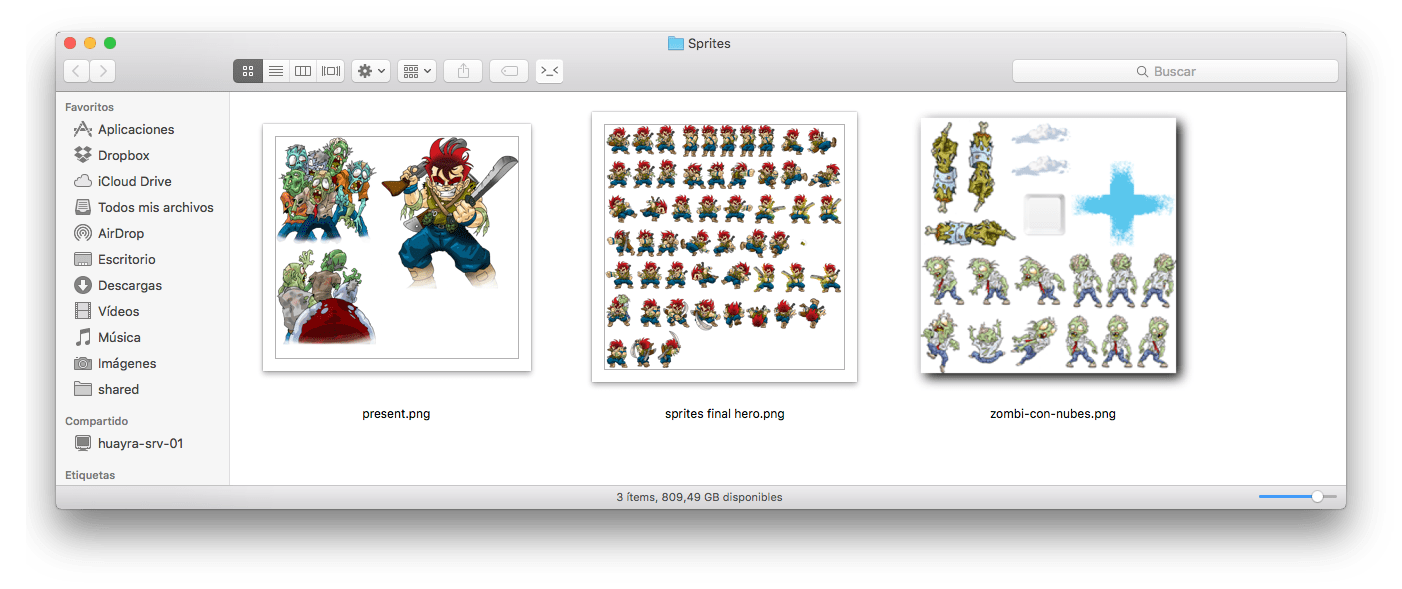 Sprites
>_<
Buscar
Favoritos
Aplicaciones
Dropbox
iCloud Drive
Todos mis archivos
AirDrop
Escritorio
Descargas
Vídeos
Música
Imágenes
shared
Compartido
huayra-srv-01
Etiquetas
present.png
sprites final hero.png
zombi-con-nubes.png
3 ítems, 809,49 GB disponibles